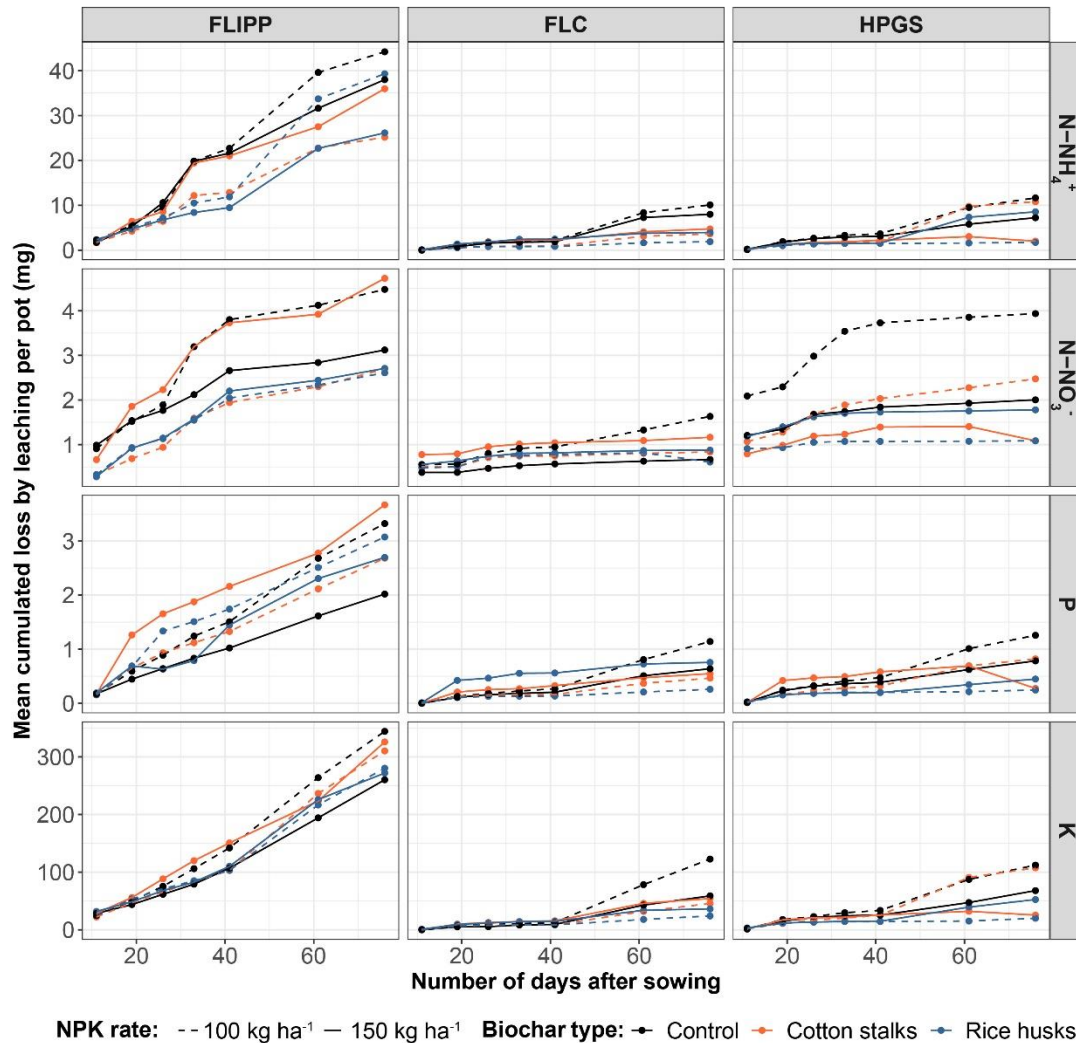 FLIPP FLC HPGS
Mean cumulated loss by leaching per pot (mg)
40
30
20
10
0
N−NH₄⁺
4
3
2
1
N−NO₃⁻
3
2
1
0
P
300
200
100
0
K
20 40 60 20 40 60 20 40 60
Number of days after sowing
NPK rate: 100 kg ha⁻¹ 150 kg ha⁻¹ Biochar type: Control Cotton stalks Rice husks